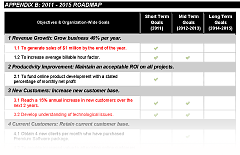 APPENDIX B: 2011 - 2015 ROADMAP
Objectives & Organization-Wide Goals
Short Term Goals (2011)
Mid Term Goals (2012-2013)
Long Term Goals (2014-2015)
1 Revenue Growth: Grow business 40% per year.
1.1 To generate sales of $3 million by the end of the year.
1.2 To increase average billable hour factor.
2 Productivity Improvement: Maintain an acceptable ROI on all projects.
2.1 To fund online product development with a stated
percentage of monthly net profit
3 New Customers: Increase new customer base.
3.1 Reach a 15% annual increase in new customers over the
next 2 years.
3.2 Develop understanding of technological issues
4 Current Customers: Retain current customer base.
4.1 Obtain 4 new clients per month who have purchased
Premium Software package